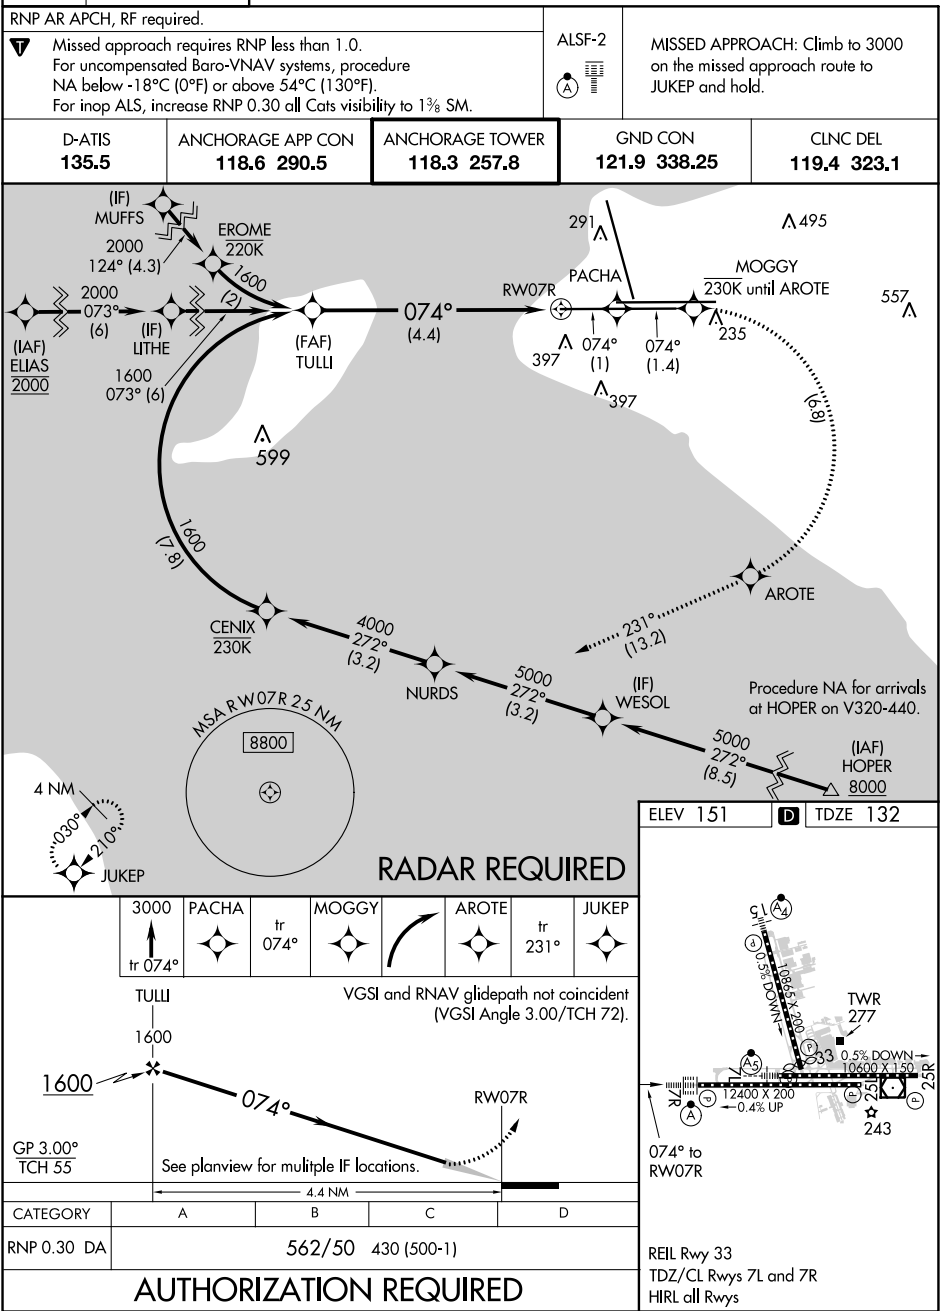 RNP AR APCH, RF required.
T
Missed approach requires RNP less than 1.0.
For uncompensated Baro-VNAV systems, procedure
NA below -18°C (0°F) or above 54°C (130°F).
For inop ALS, increase RNP 0.30 all Cats visibility to 1⅜ SM.
ALSF-2
A
MISSED APPROACH: Climb to 3000
on the missed approach route to
JUKEP and hold.
D-ATIS
135.5
ANCHORAGE APP CON
118.6 290.5
ANCHORAGE TOWER
118.3 257.8
GND CON
121.9 338.25
CLNC DEL
119.4 323.1
(IF)
MUFFS
2000
124° (4.3)
EROME
220K
1600
(2)
2000
073°
(6)
(IAF)
ELIAS
2000
(IF)
LITHE
1600
073° (6)
(FAF)
TULLI
074°
(4.4)
RW07R
PACHA
291
495
MOGGY
230K until AROTE
557
235
397
074°
(1)
074°
(1.4)
397
(6.8)
599
1600
(7.8)
CENIX
230K
4000
272°
(3.2)
NURDS
5000
272°
(3.2)
(IF)
WESOL
231°
(13.2)
AROTE
Procedure NA for arrivals
at HOPER on V320-440.
5000
272°
(8.5)
(IAF)
HOPER
8000
MSA RW07R 25 NM
8800
4 NM
030°
210°
JUKEP
RADAR REQUIRED
ELEV 151
D
TDZE 132
3000
tr 074°
PACHA
tr
074°
MOGGY
AROTE
tr
231°
JUKEP
TULLI
1600
VGSI and RNAV glidepath not coincident
(VGSI Angle 3.00/TCH 72).
1600
074°
RW07R
GP 3.00°
TCH 55
See planview for mulitple IF locations.
4.4 NM
CATEGORY A B C D
RNP 0.30 DA
562/50 430 (500-1)
AUTHORIZATION REQUIRED
15
A4
P
0.5% DOWN
10865 X 200
TWR
277
P
33
0.5% DOWN
10600 X 150
A5
7L
25R
7R
12400 X 200
0.4% UP
25L
A
P
P
P
243
074° to
RW07R
REIL Rwy 33
TDZ/CL Rwys 7L and 7R
HIRL all Rwys